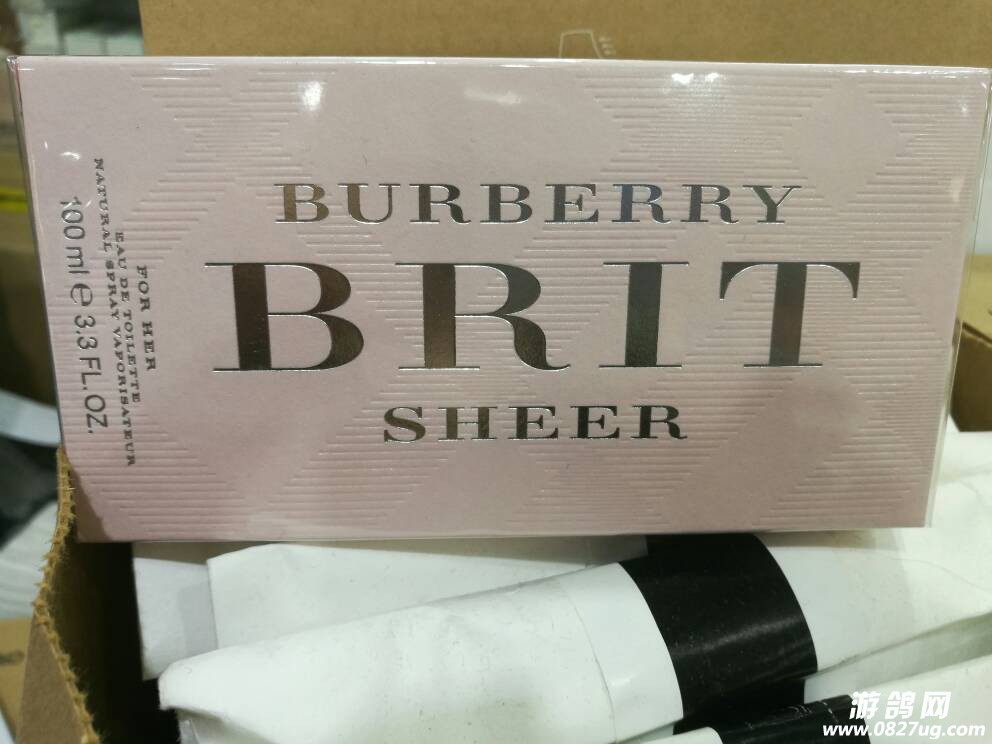 BURBERRY
BRIT
SHEER
FOR HER
EAU DE TOILETTE
NATURAL SPRAY VAPORISATEUR
100 ml e 3.3 FL.OZ.
游鸽网
www.0827ug.com